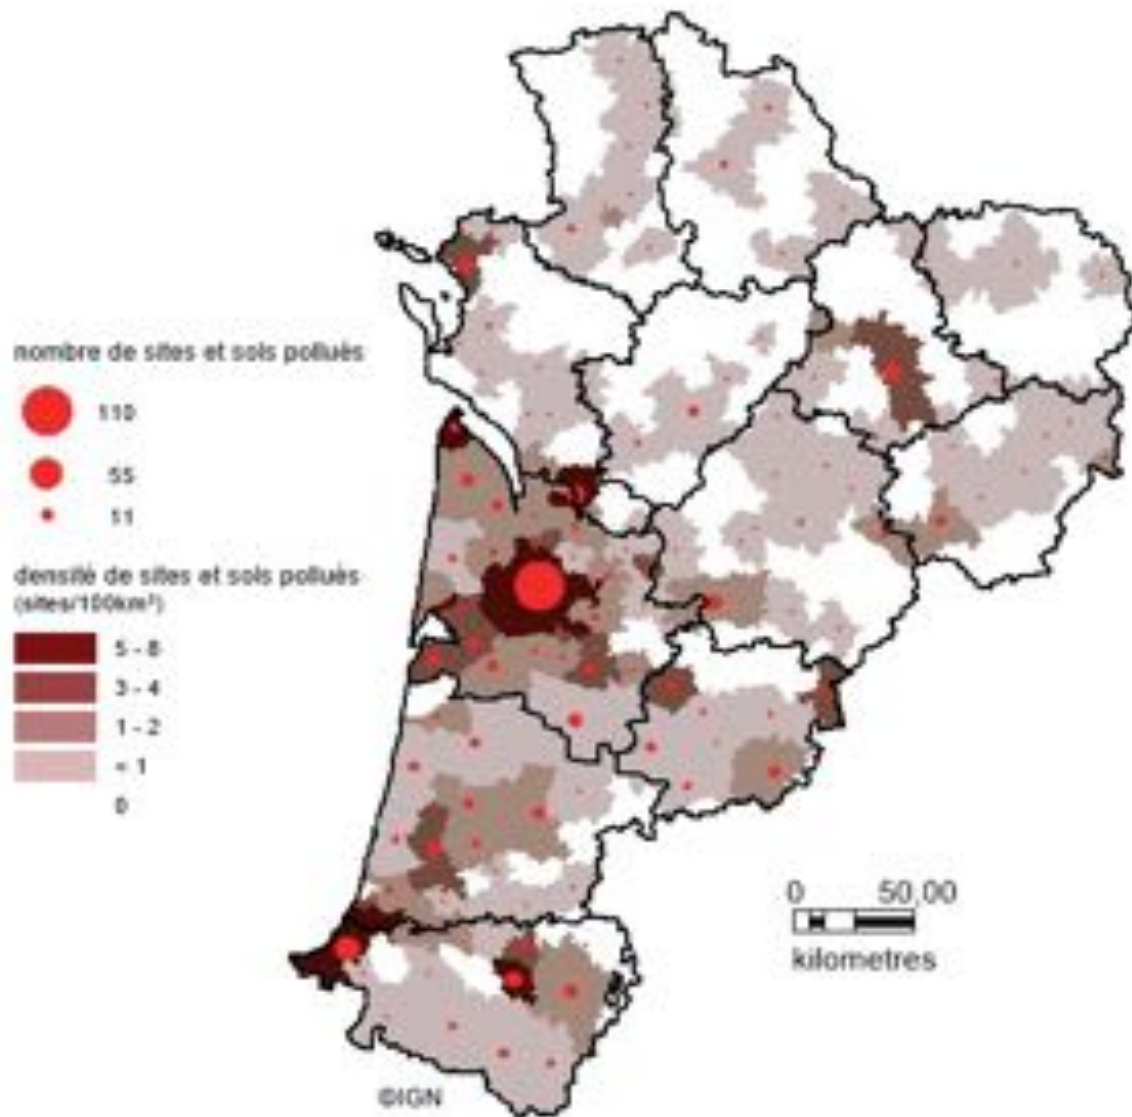 nombre de sites et sols pollués
110
55
11
densité de sites et sols pollués
(sites/100km²)
5 - 8
3 - 4
1 - 2
< 1
0
0 50,00
kilometres
©IGN